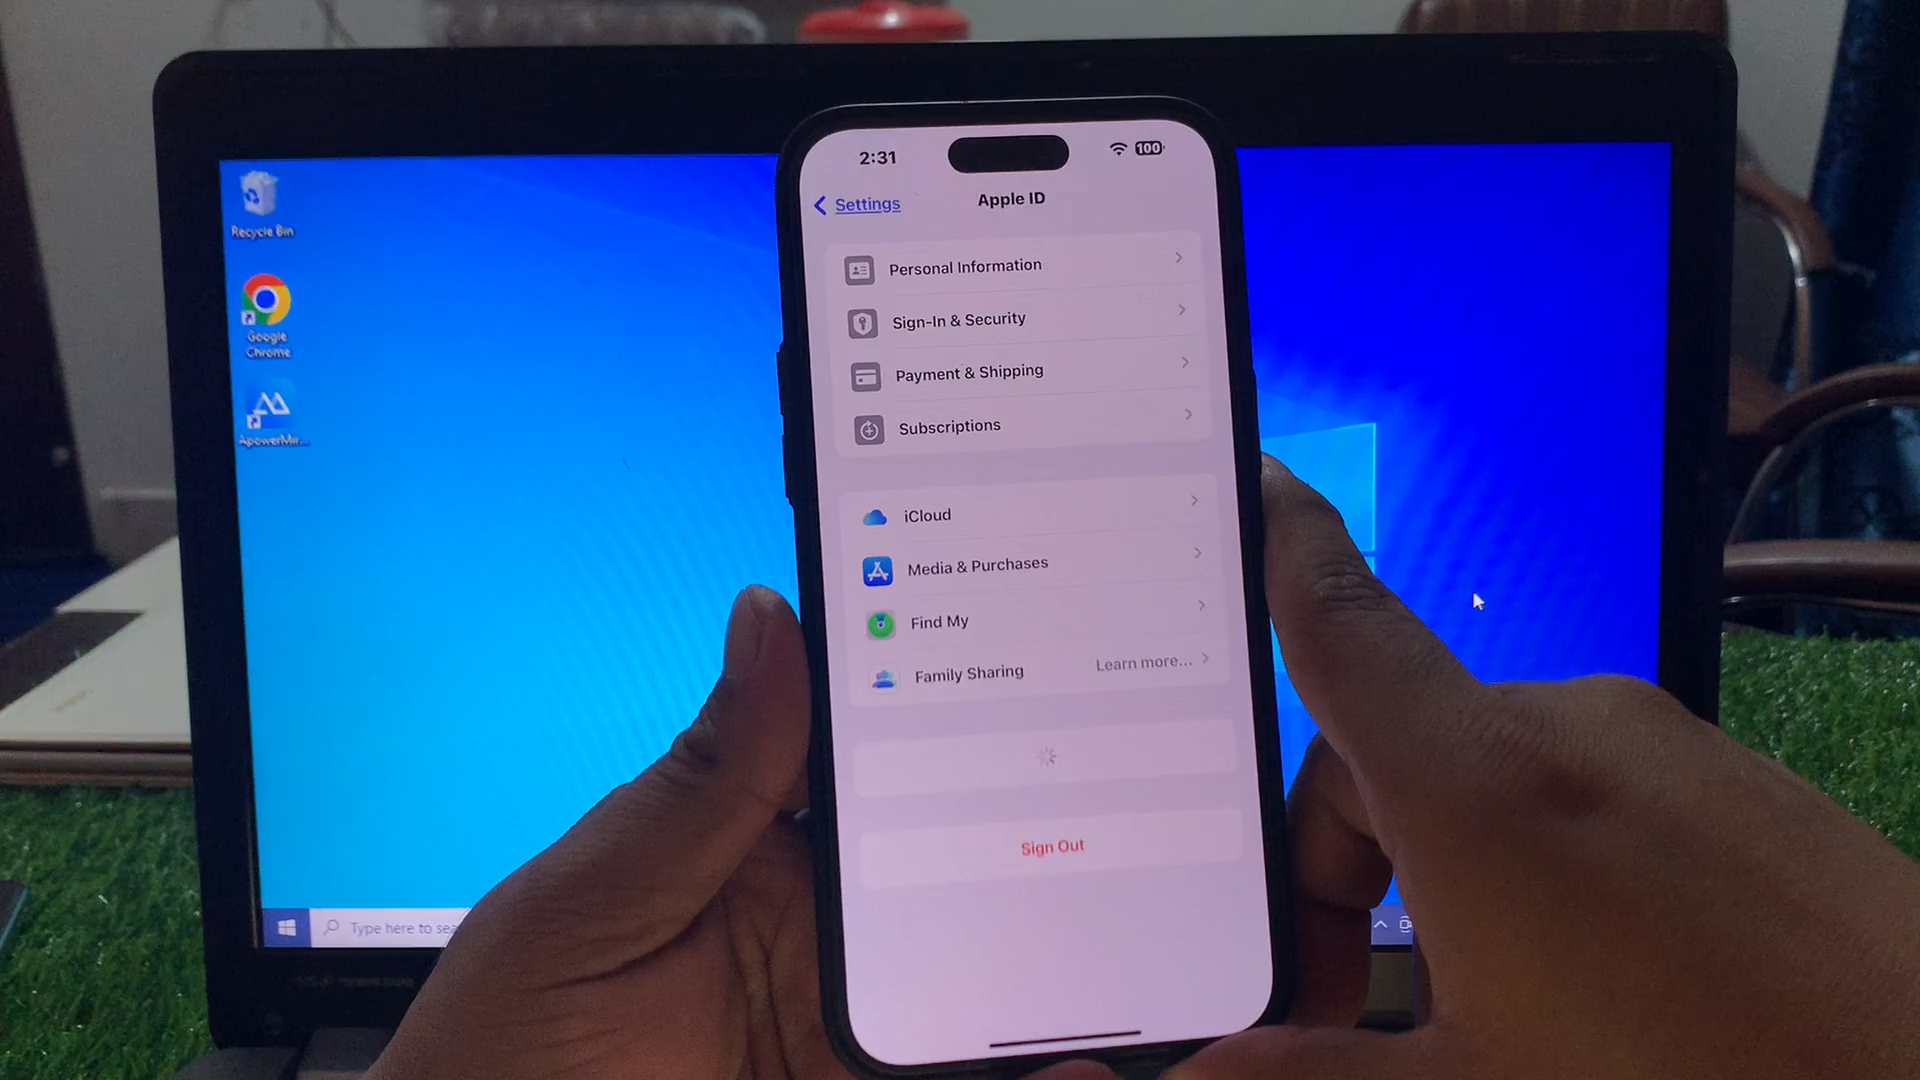 Recycle Bin
Google
Chrome
ApowerMir...
Type here to sea
2:31
100
Settings
Apple ID
Personal Information
Sign-In & Security
Payment & Shipping
Subscriptions
iCloud
Media & Purchases
Find My
Family Sharing
Learn more...
Sign Out